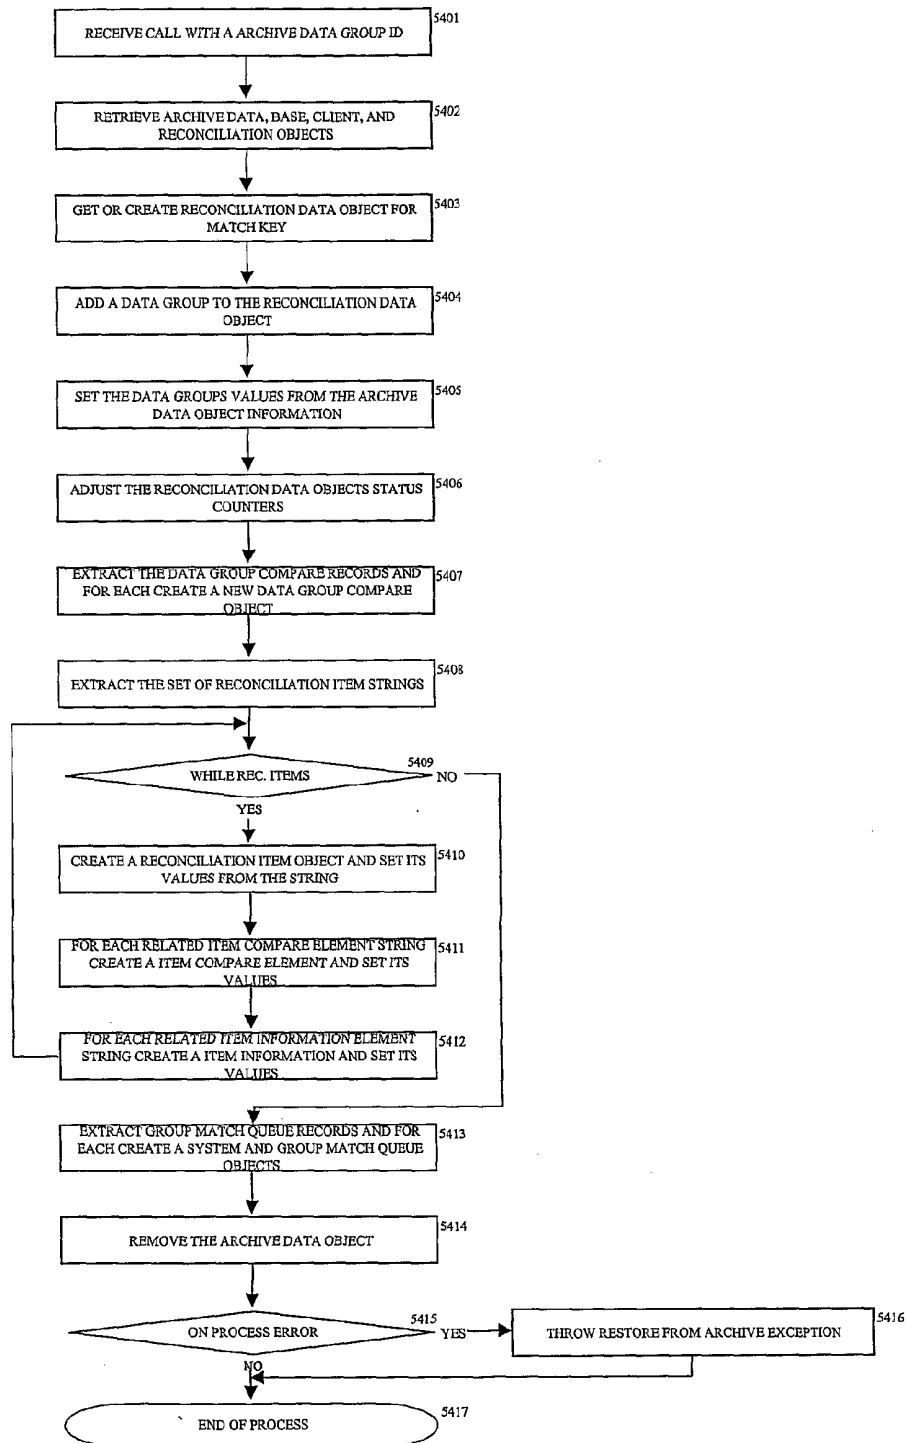 5401
RECEIVE CALL WITH A ARCHIVE DATA GROUP ID
5402
RETRIEVE ARCHIVE DATA, BASE, CLIENT, AND
RECONCILIATION OBJECTS
5403
GET OR CREATE RECONCILIATION DATA OBJECT FOR
MATCH KEY
5404
ADD A DATA GROUP TO THE RECONCILIATION DATA
OBJECT
5405
SET THE DATA GROUPS VALUES FROM THE ARCHIVE
DATA OBJECT INFORMATION
5406
ADJUST THE RECONCILIATION DATA OBJECTS STATUS
COUNTERS
5407
EXTRACT THE DATA GROUP COMPARE RECORDS AND
FOR EACH CREATE A NEW DATA GROUP COMPARE
OBJECT
5408
EXTRACT THE SET OF RECONCILIATION ITEM STRINGS
5409
WHILE REC. ITEMS
NO
YES
5410
CREATE A RECONCILIATION ITEM OBJECT AND SET ITS
VALUES FROM THE STRING
5411
FOR EACH RELATED ITEM COMPARE ELEMENT STRING
CREATE A ITEM COMPARE ELEMENT AND SET ITS
VALUES
5412
FOR EACH RELATED ITEM INFORMATION ELEMENT
STRING CREATE A ITEM INFORMATION AND SET ITS
VALUES
5413
EXTRACT GROUP MATCH QUEUE RECORDS AND FOR
EACH CREATE A SYSTEM AND GROUP MATCH QUEUE
OBJECTS
5414
REMOVE THE ARCHIVE DATA OBJECT
5415
ON PROCESS ERROR
YES
5416
THROW RESTORE FROM ARCHIVE EXCEPTION
NO
5417
END OF PROCESS